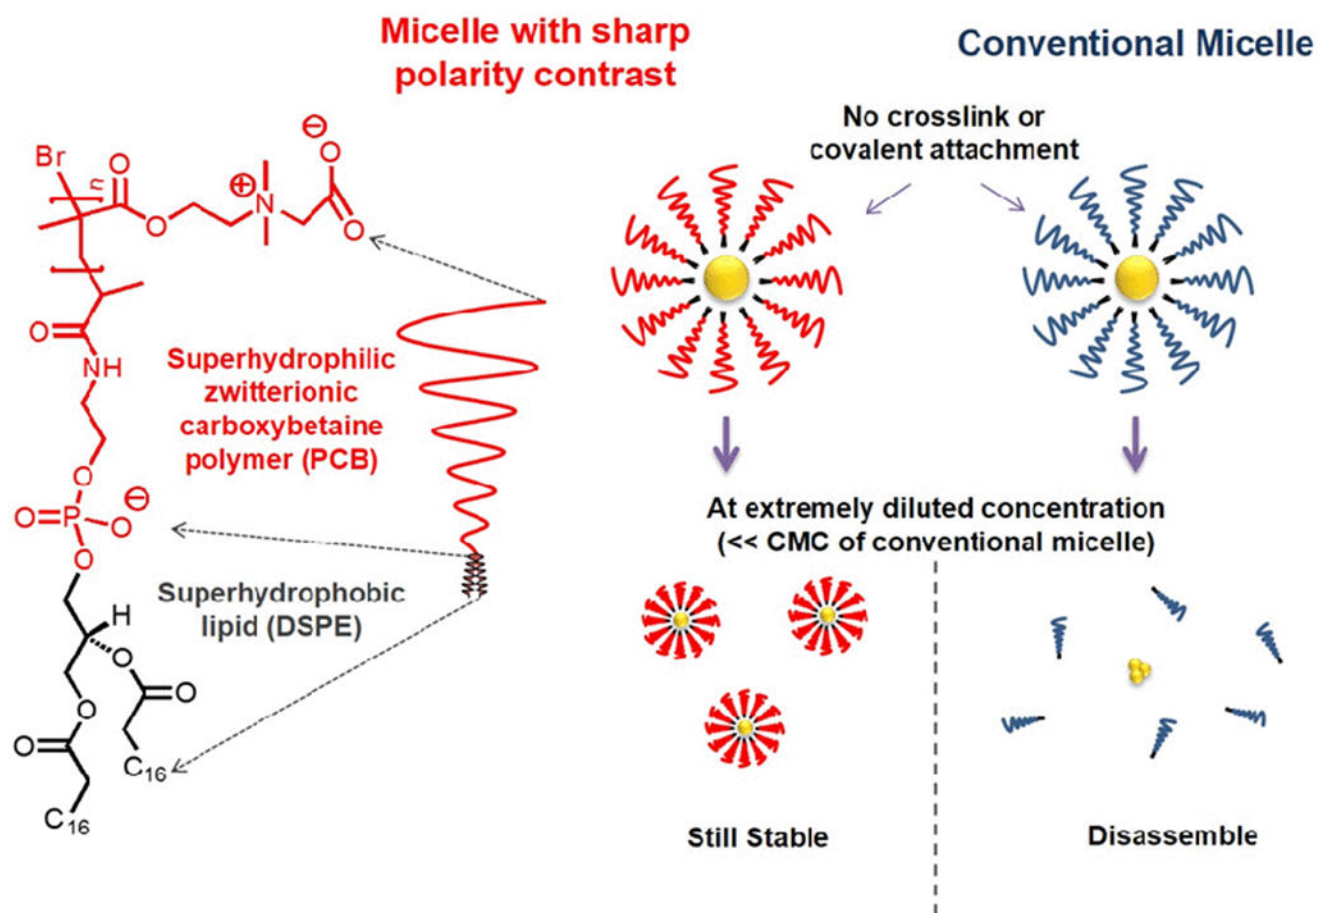 Micelle with sharp
polarity contrast
Conventional Micelle
No crosslink or
covalent attachment
Br
n
O
O
⊕
N
⊖
O
O
O
NH
Superhydrophilic
zwitterionic
carboxybetaine
polymer (PCB)
O
O=P-O
⊖
O
Superhydrophobic
lipid (DSPE)
H
O
O
O
O
C16
C16
At extremely diluted concentration
(<< CMC of conventional micelle)
Still Stable
Disassemble